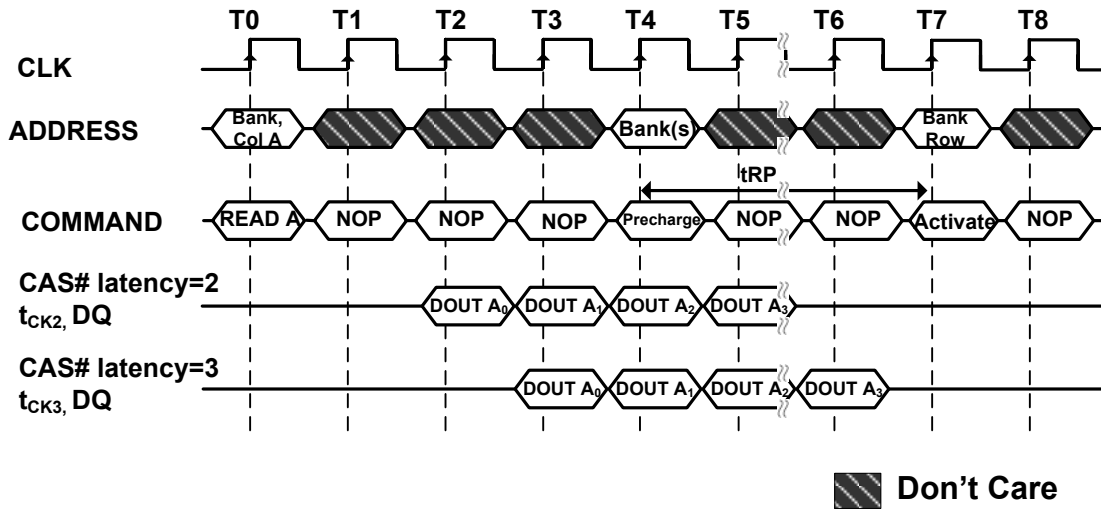 T0 T1 T2 T3 T4 T5 T6 T7 T8
CLK
ADDRESS
Bank, Col A
Bank(s)
Bank Row
tRP
COMMAND
READ A NOP NOP NOP Precharge NOP NOP Activate NOP
CAS# latency=2
tCK2, DQ
DOUT A0 DOUT A1 DOUT A2 DOUT A3
CAS# latency=3
tCK3, DQ
DOUT A0 DOUT A1 DOUT A2 DOUT A3
Don't Care